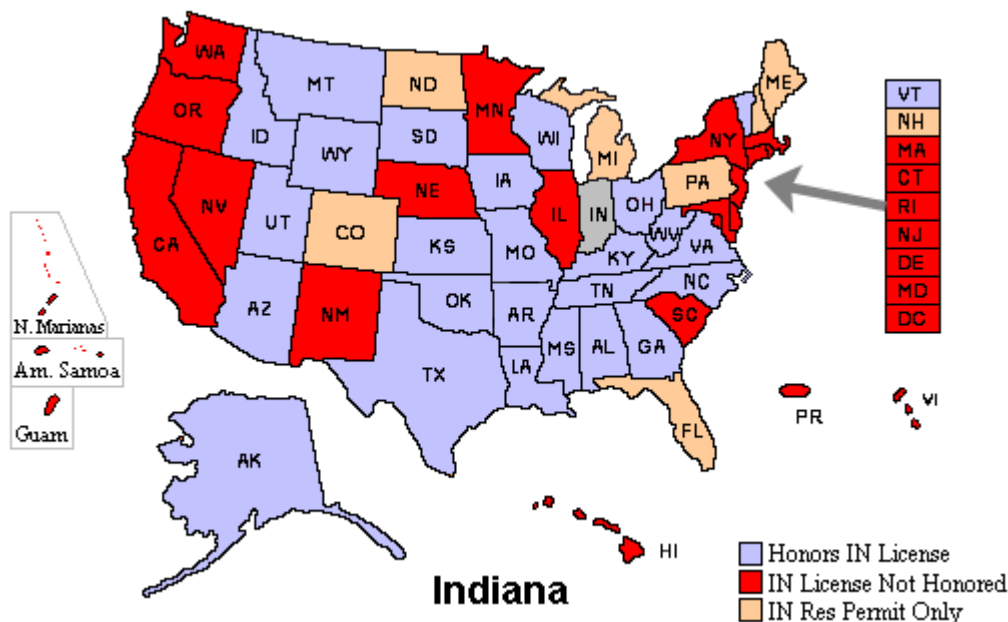 WA
MT
ND
MN
ME
OR
ID
SD
WI
MI
NY
WY
IA
NE
PA
NV
UT
CO
IL
IN
OH
WV
VA
CA
KS
MO
KY
NC
AZ
NM
OK
AR
TN
SC
MS
AL
GA
TX
LA
FL
AK
HI
VT
NH
MA
CT
RI
NJ
DE
MD
DC
N. Marianas
Am. Samoa
Guam
PR
VI
Indiana
Honors IN License
IN License Not Honored
IN Res Permit Only